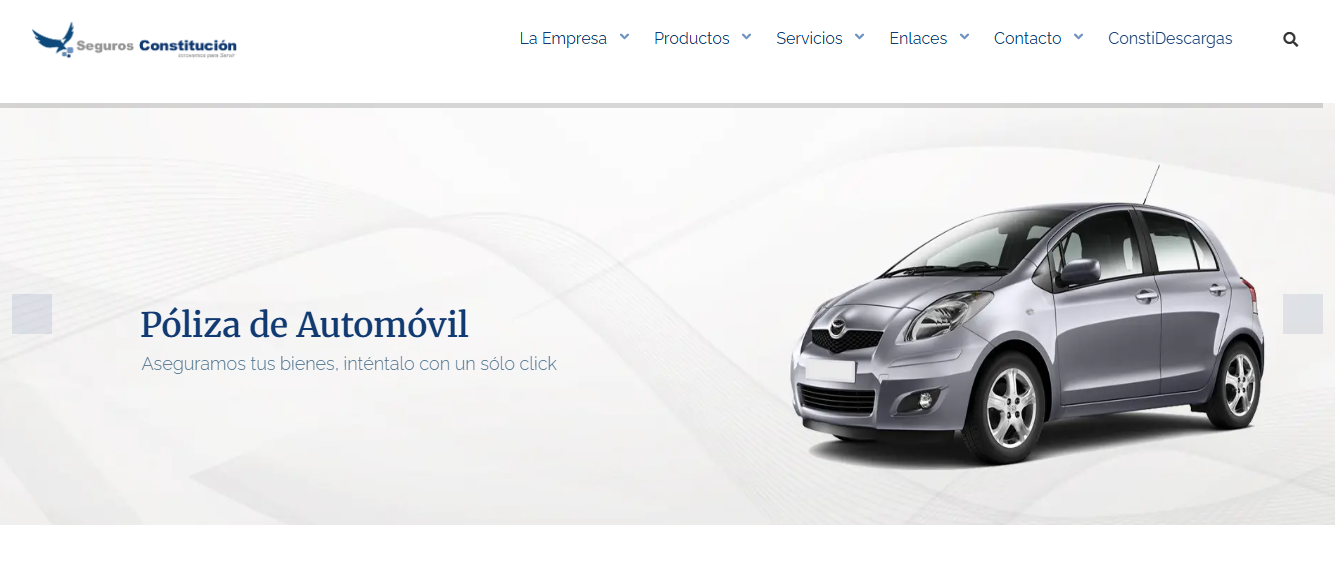 Seguros Constitución
La Empresa Productos Servicios Enlaces Contacto ConstiDescargas
Póliza de Automóvil
Aseguramos tus bienes, inténtalo con un sólo click